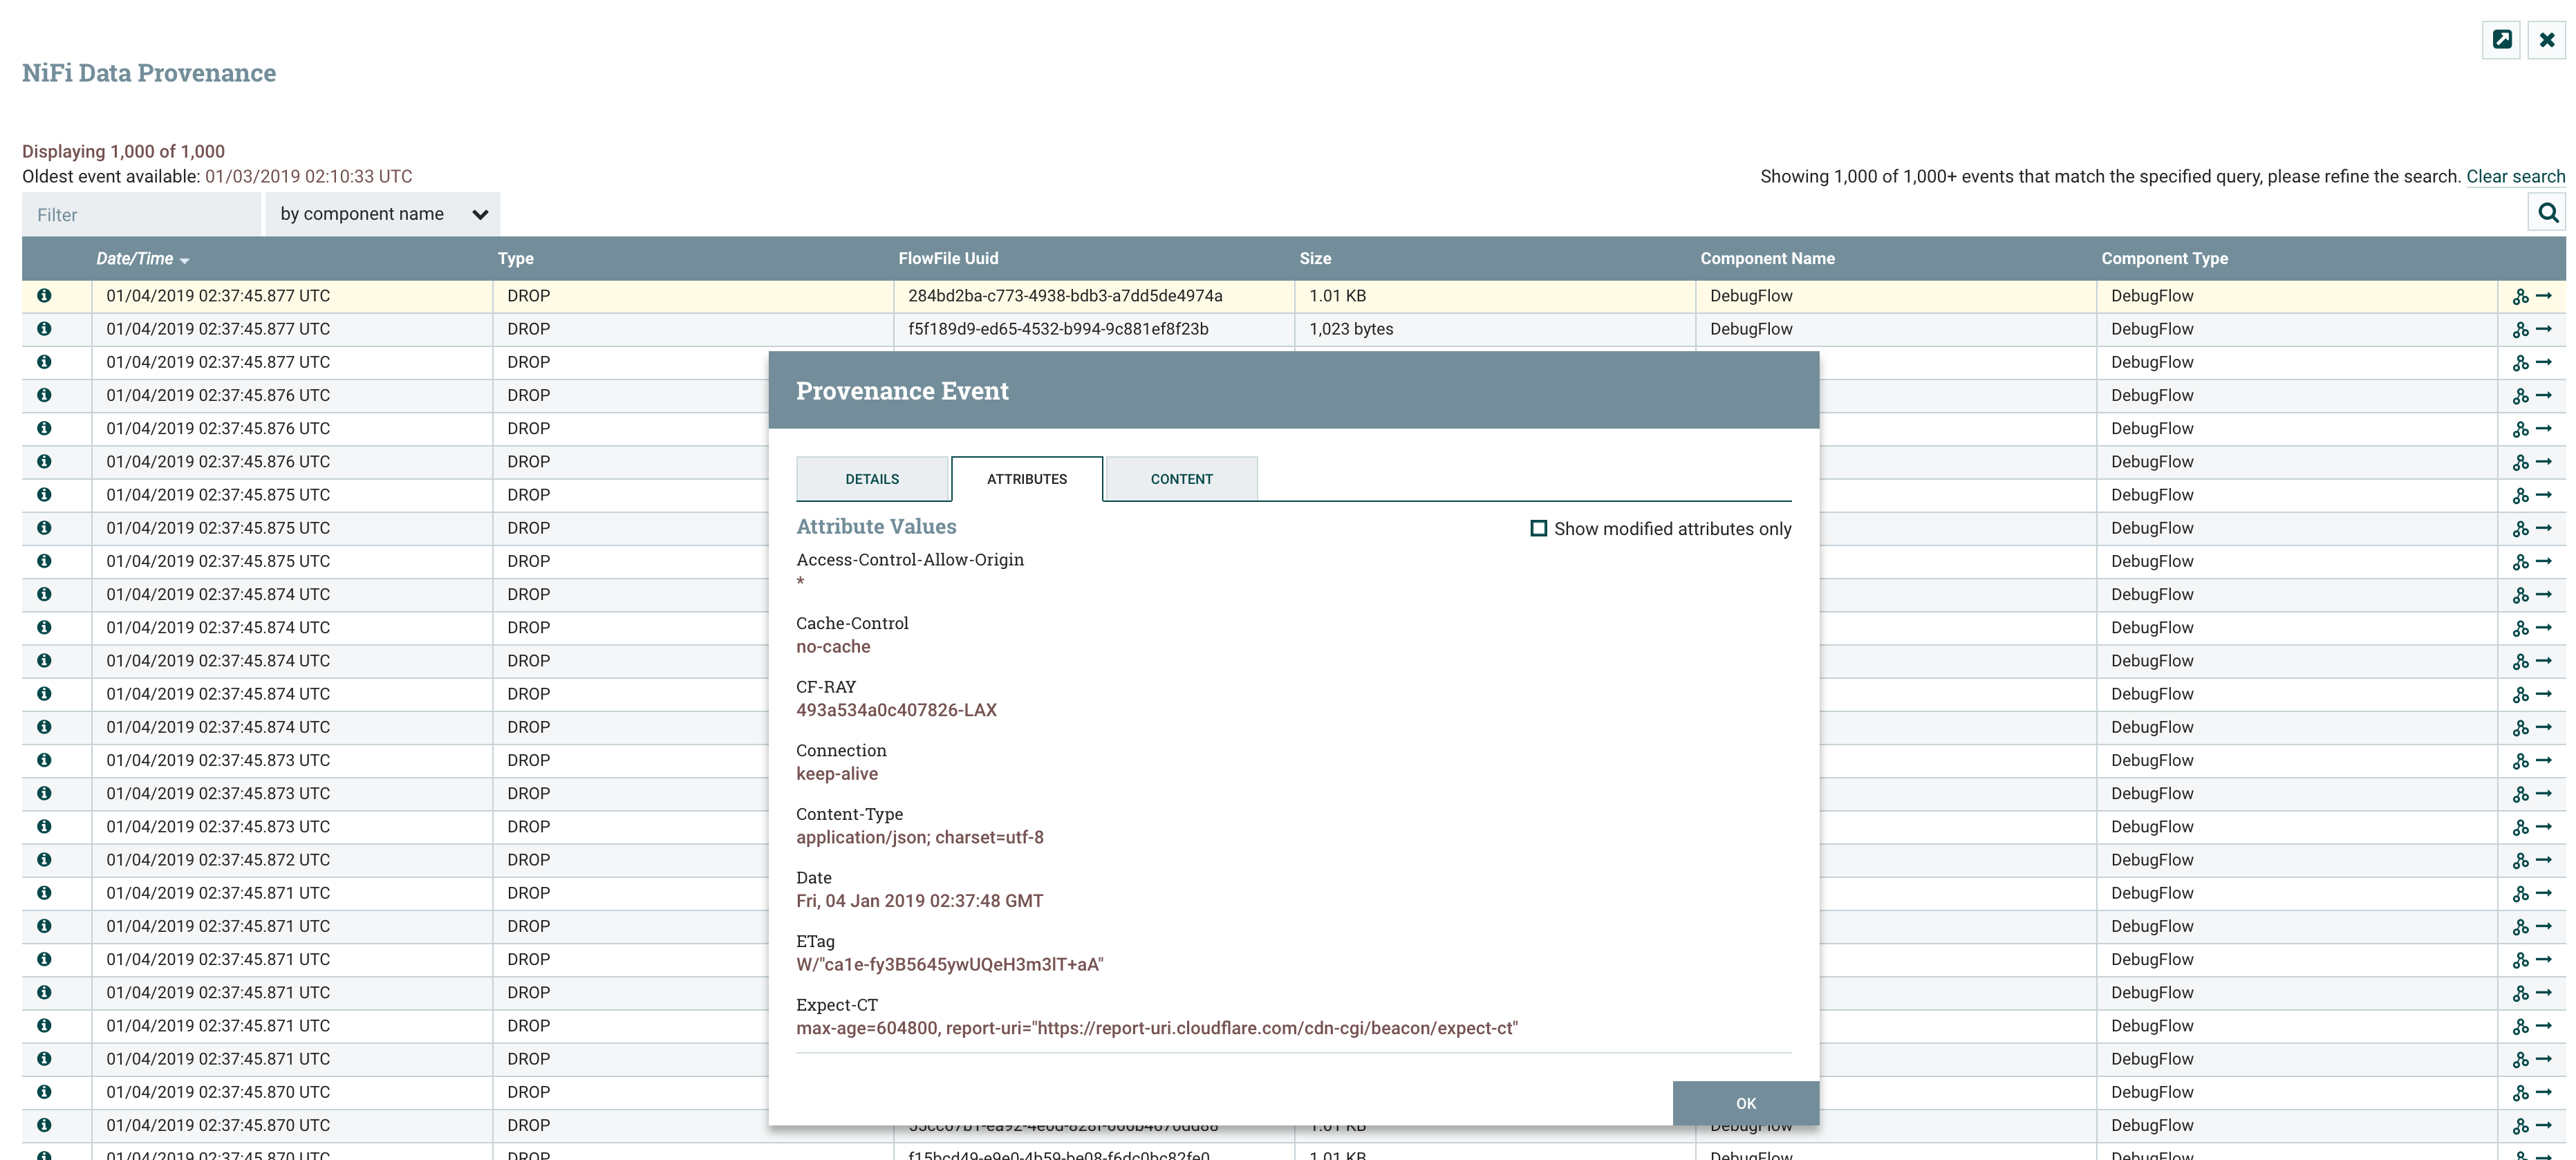 NiFi Data Provenance
Displaying 1,000 of 1,000
Oldest event available: 01/03/2019 02:10:33 UTC
Showing 1,000 of 1,000+ events that match the specified query, please refine the search. Clear search
Filter by component name
Date/Time Type FlowFile Uuid Size Component Name Component Type
01/04/2019 02:37:45.877 UTC DROP 284bd2ba-c773-4938-bdb3-a7dd5de4974a 1.01 KB DebugFlow DebugFlow
01/04/2019 02:37:45.877 UTC DROP f5f189d9-ed65-4532-b994-9c881ef8f23b 1,023 bytes DebugFlow DebugFlow
01/04/2019 02:37:45.877 UTC DROP DebugFlow
01/04/2019 02:37:45.876 UTC DROP DebugFlow
01/04/2019 02:37:45.876 UTC DROP DebugFlow
01/04/2019 02:37:45.876 UTC DROP DebugFlow
01/04/2019 02:37:45.875 UTC DROP DebugFlow
01/04/2019 02:37:45.875 UTC DROP DebugFlow
01/04/2019 02:37:45.875 UTC DROP DebugFlow
01/04/2019 02:37:45.874 UTC DROP DebugFlow
01/04/2019 02:37:45.874 UTC DROP DebugFlow
01/04/2019 02:37:45.874 UTC DROP DebugFlow
01/04/2019 02:37:45.874 UTC DROP DebugFlow
01/04/2019 02:37:45.874 UTC DROP DebugFlow
01/04/2019 02:37:45.873 UTC DROP DebugFlow
01/04/2019 02:37:45.873 UTC DROP DebugFlow
01/04/2019 02:37:45.873 UTC DROP DebugFlow
01/04/2019 02:37:45.872 UTC DROP DebugFlow
01/04/2019 02:37:45.871 UTC DROP DebugFlow
01/04/2019 02:37:45.871 UTC DROP DebugFlow
01/04/2019 02:37:45.871 UTC DROP DebugFlow
01/04/2019 02:37:45.871 UTC DROP DebugFlow
01/04/2019 02:37:45.871 UTC DROP DebugFlow
01/04/2019 02:37:45.871 UTC DROP DebugFlow
01/04/2019 02:37:45.870 UTC DROP DebugFlow
01/04/2019 02:37:45.870 UTC DROP 1.01 KB DebugFlow DebugFlow
01/04/2019 02:37:45.870 UTC DROP f15bcd49-e9e0-4b59-be08-f6dc0bc82fe0 1.01 KB DebugFlow DebugFlow
Provenance Event
DETAILS ATTRIBUTES CONTENT
Attribute Values Show modified attributes only
Access-Control-Allow-Origin
*
Cache-Control
no-cache
CF-RAY
493a534a0c407826-LAX
Connection
keep-alive
Content-Type
application/json; charset=utf-8
Date
Fri, 04 Jan 2019 02:37:48 GMT
ETag
W/"ca1e-fy3B5645ywUQeH3m3lT+aA"
Expect-CT
max-age=604800, report-uri="https://report-uri.cloudflare.com/cdn-cgi/beacon/expect-ct"
OK